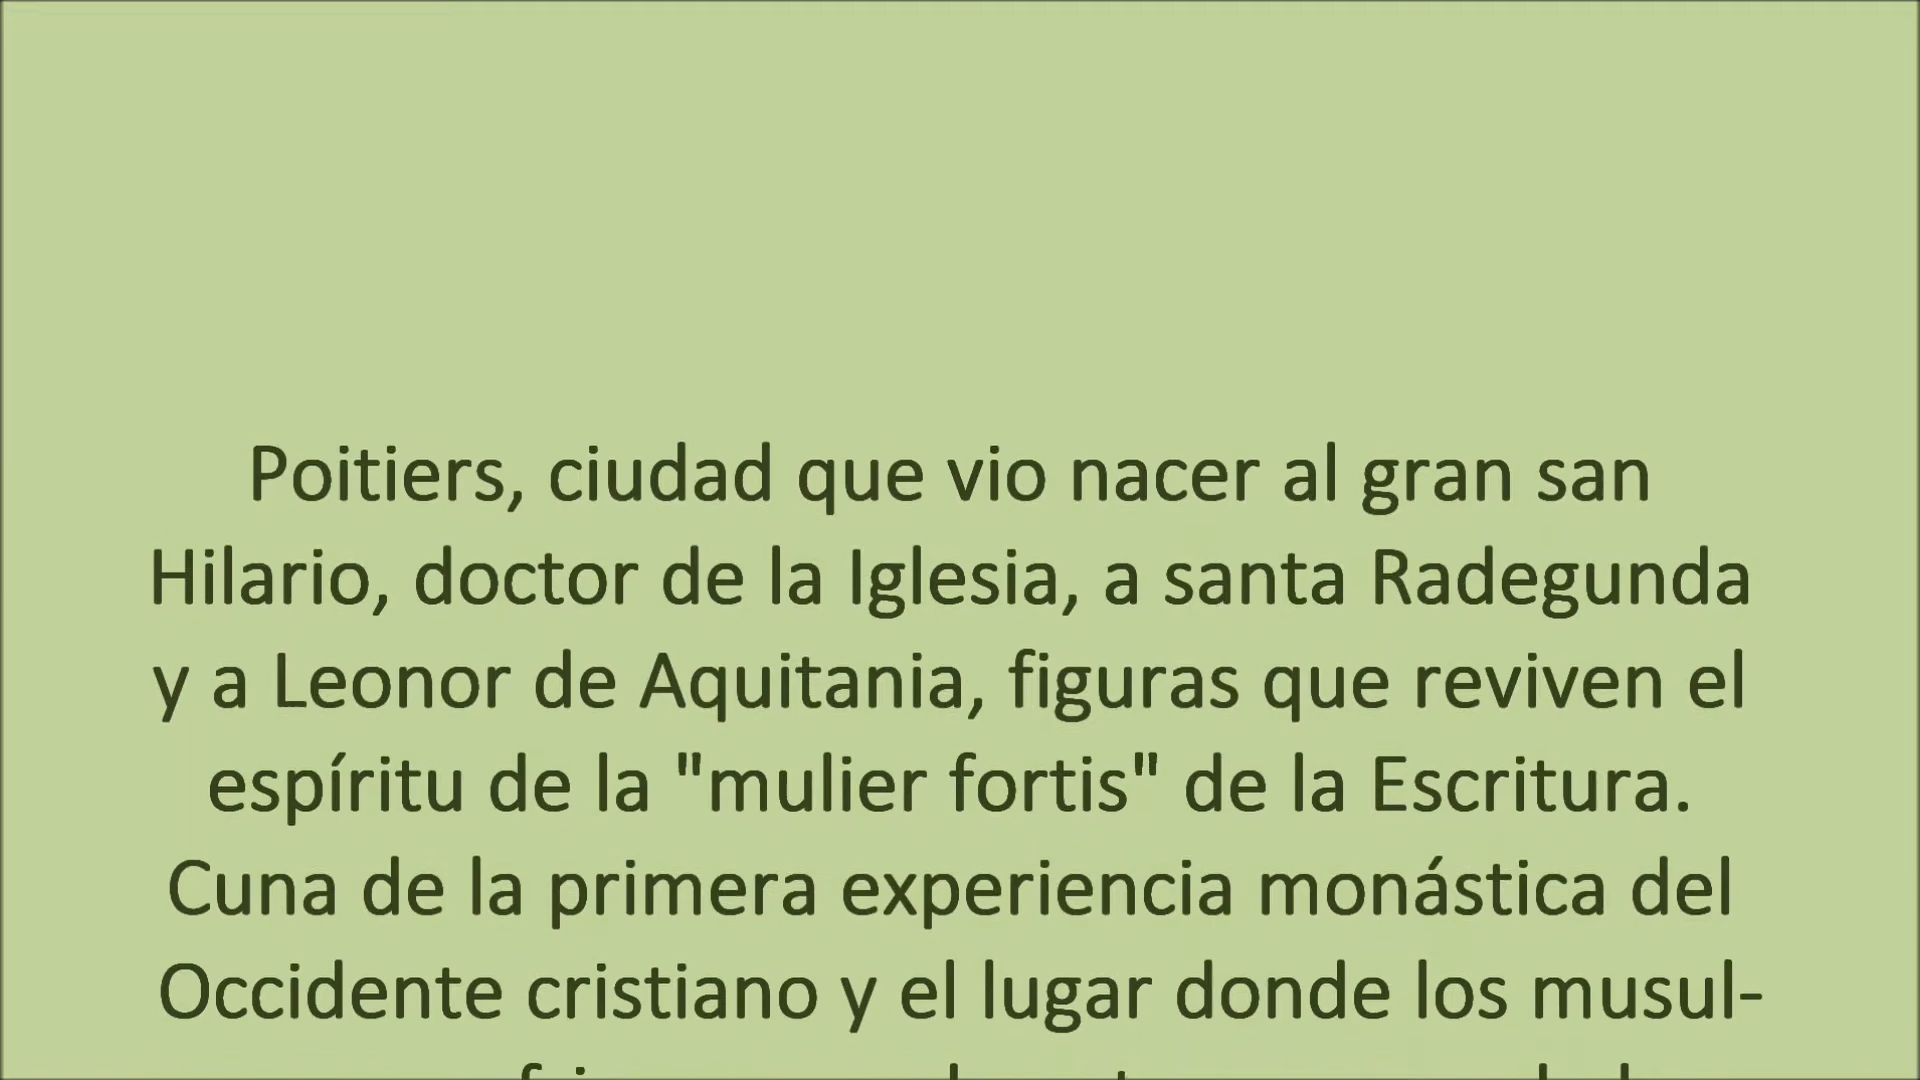 Poitiers, ciudad que vio nacer al gran san
Hilario, doctor de la Iglesia, a santa Radegunda
y a Leonor de Aquitania, figuras que reviven el
espíritu de la "mulier fortis" de la Escritura.
Cuna de la primera experiencia monástica del
Occidente cristiano y el lugar donde los musul-